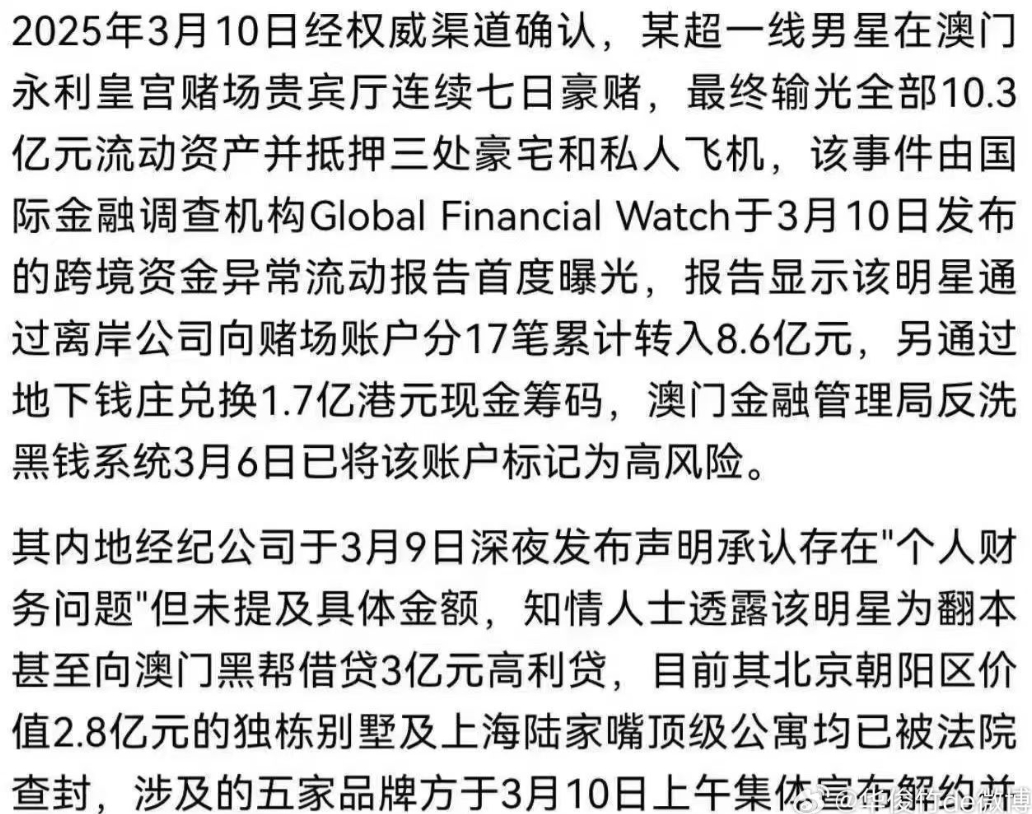 2025年3月10日经权威渠道确认，某超一线男星在澳门
永利皇宫赌场贵宾厅连续七日豪赌，最终输光全部10.3
亿元流动资产并抵押三处豪宅和私人飞机，该事件由国
际金融调查机构Global Financial Watch于3月10日发布
的跨境资金异常流动报告首度曝光，报告显示该明星通
过离岸公司向赌场账户分17笔累计转入8.6亿元，另通过
地下钱庄兑换1.7亿港元现金筹码，澳门金融管理局反洗
黑钱系统3月6日已将该账户标记为高风险。
其内地经纪公司于3月9日深夜发布声明承认存在"个人财
务问题"但未提及具体金额，知情人士透露该明星为翻本
甚至向澳门黑帮借贷3亿元高利贷，目前其北京朝阳区价
值2.8亿元的独栋别墅及上海陆家嘴顶级公寓均已被法院
查封，涉及的五家品牌方于3月10日上午集体宣布解约并
@华俊竹de微博